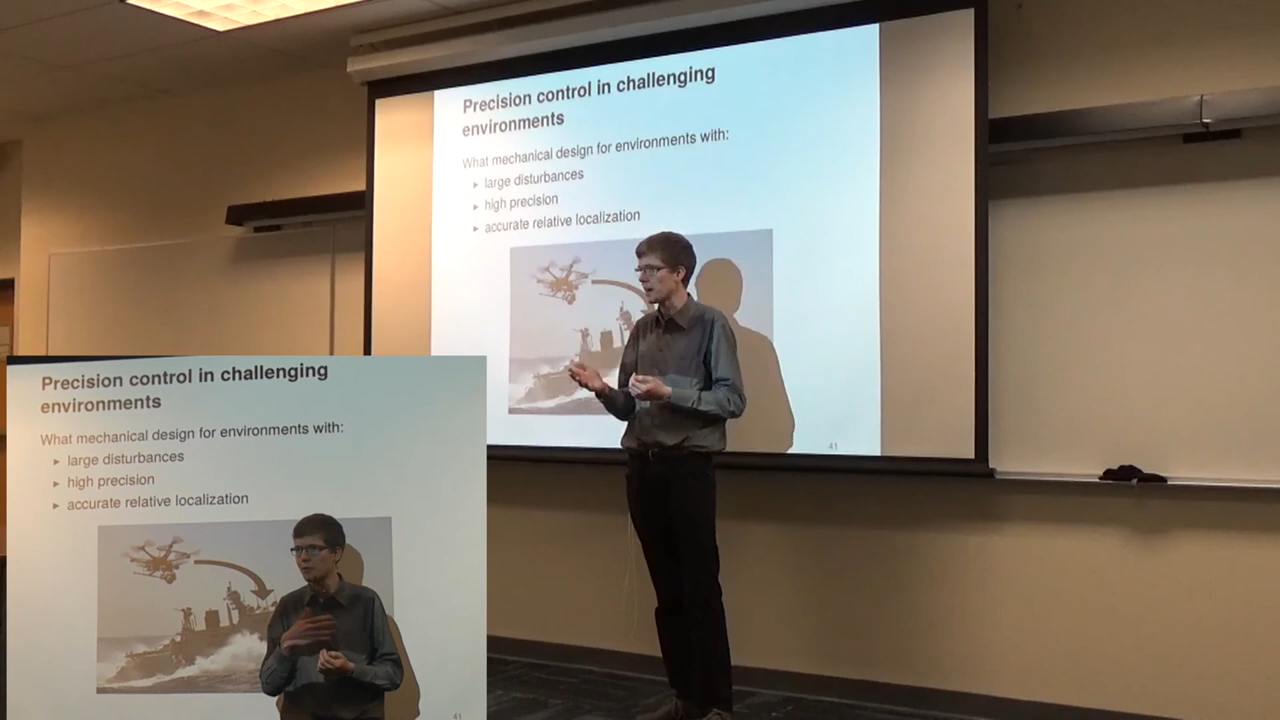 Precision control in challenging
environments
What mechanical design for environments with:
▸ large disturbances
▸ high precision
▸ accurate relative localization
41
Precision control in challenging
environments
What mechanical design for environments with:
▸ large disturbances
▸ high precision
▸ accurate relative localization
41